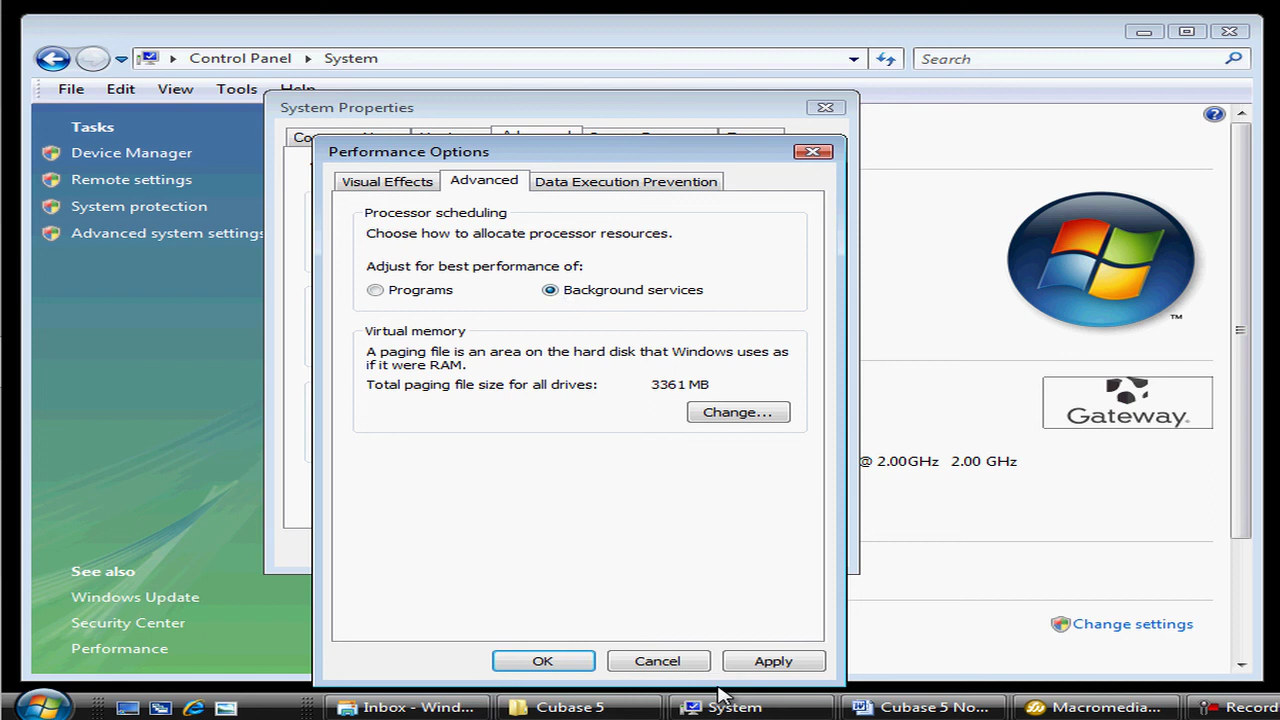 Control Panel
System
Search
File
Edit
View
Tools
Help
System Properties
Tasks
Performance Options
Device Manager
Visual Effects
Advanced
Data Execution Prevention
Remote settings
System protection
Processor scheduling
Advanced system settings
Choose how to allocate processor resources.
Adjust for best performance of:
Programs
Background services
™
Virtual memory
A paging file is an area on the hard disk that Windows uses as
if it were RAM.
Total paging file size for all drives:
3361 MB
Change...
Gateway.
@ 2.00GHz 2.00 GHz
See also
Windows Update
Security Center
Change settings
Performance
OK
Cancel
Apply
Inbox - Wind...
Cubase 5
System
Cubase 5 No...
Macromedia...
Record